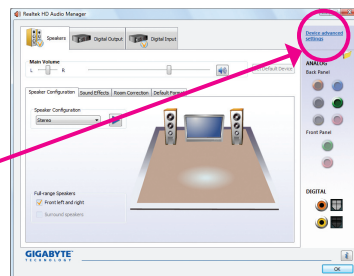 Realtek HD Audio Manager
Speakers
Digital Output
Digital Input
Device advanced
settings
Main Volume
L
R
Default Device
ANALOG
Back Panel
Speaker Configuration
Sound Effects
Room Correction
Default Format
Speaker Configuration
Stereo
Front Panel
Full-range Speakers
Front left and right
Surround speakers
DIGITAL
GIGABYTE
TECHNOLOGY
i
OK